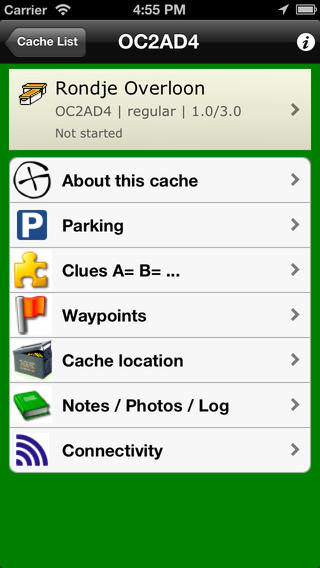 Carrier 4:55 PM
Cache List OC2AD4
Rondje Overloon
OC2AD4 | regular | 1.0/3.0
Not started
About this cache
P Parking
Clues A= B= ...
Waypoints
Cache location
Notes / Photos / Log
Connectivity